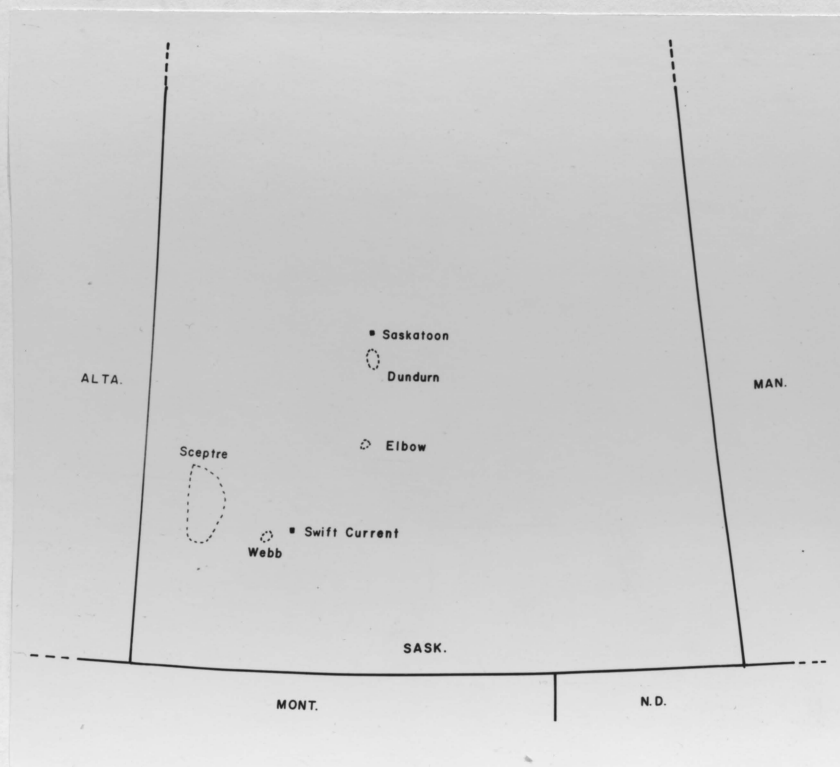 Saskatoon
Dundurn
ALTA.
MAN.
Elbow
Sceptre
Swift Current
Webb
SASK.
MONT.
N.D.